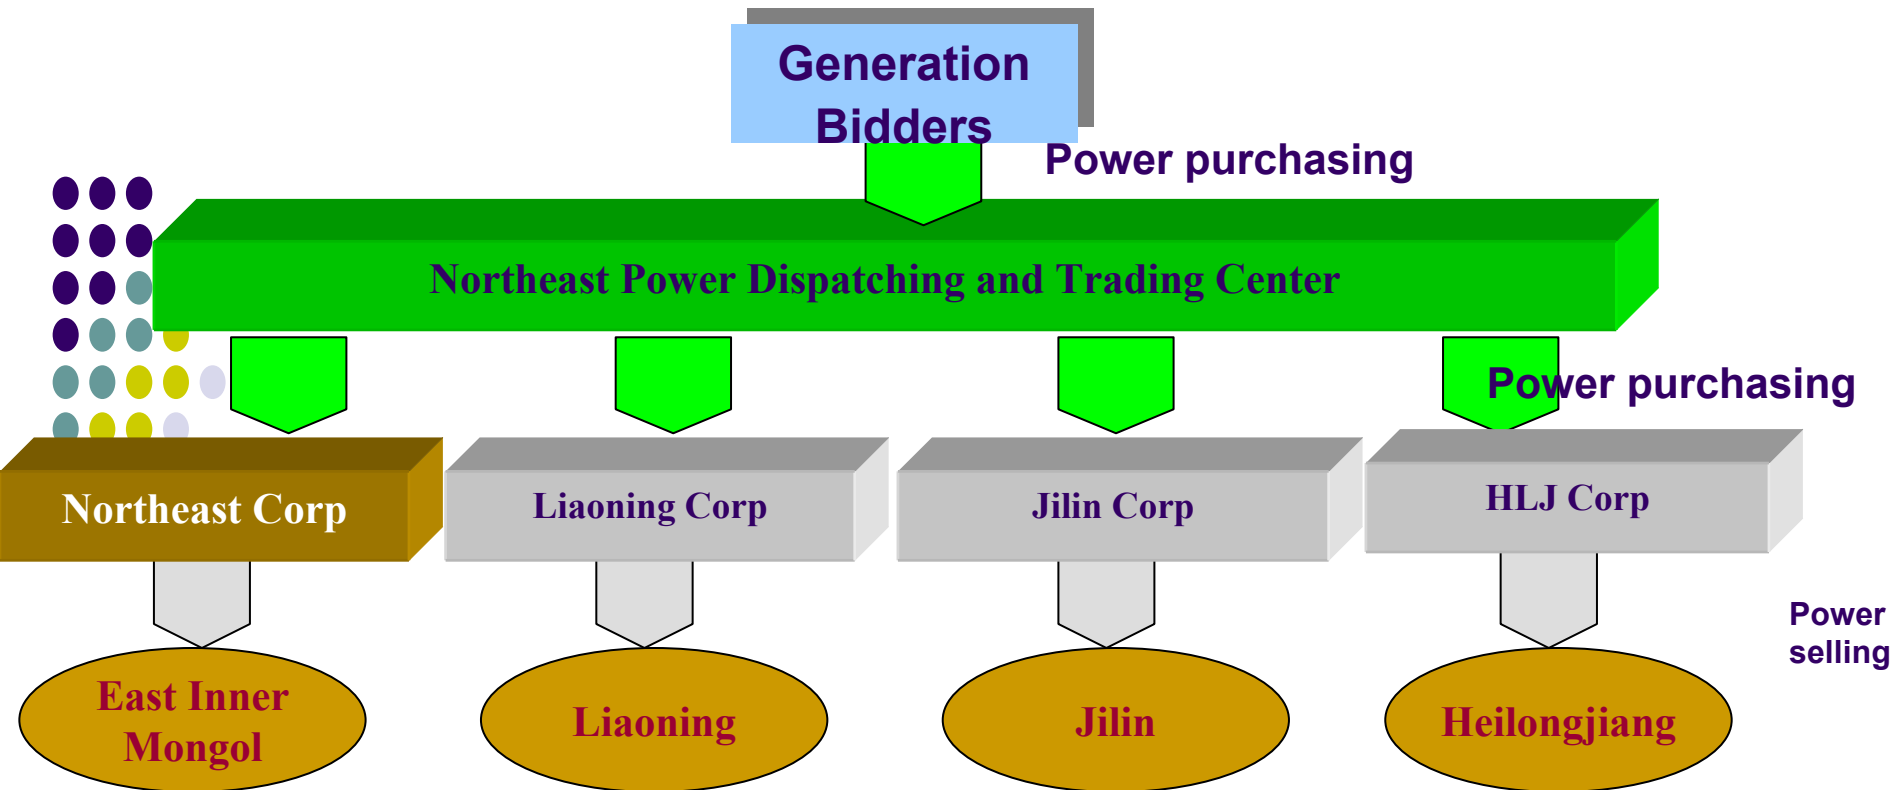 Generation
Bidders
Power purchasing
Northeast Power Dispatching and Trading Center
Power purchasing
Northeast Corp
Liaoning Corp
Jilin Corp
HLJ Corp
Power
selling
East Inner
Mongol
Liaoning
Jilin
Heilongjiang